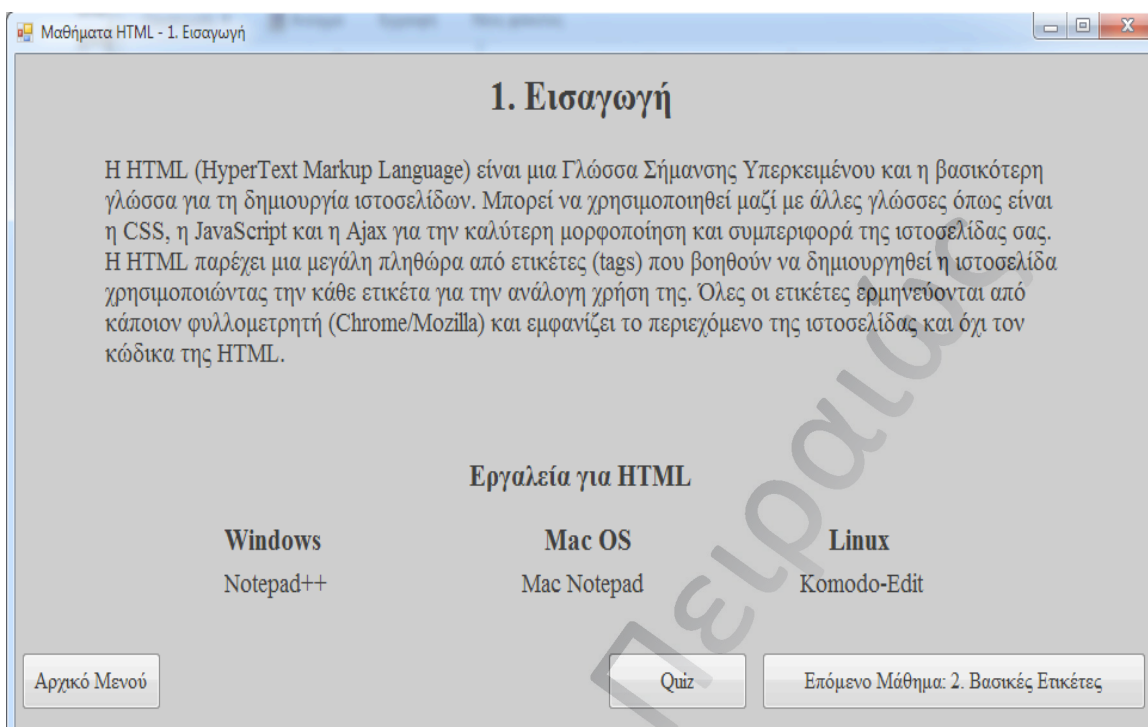 Μαθήματα HTML - 1. Εισαγωγή
1. Εισαγωγή
Η HTML (HyperText Markup Language) είναι μια Γλώσσα Σήμανσης Υπερκειμένου και η βασικότερη
γλώσσα για τη δημιουργία ιστοσελίδων. Μπορεί να χρησιμοποιηθεί μαζί με άλλες γλώσσες όπως είναι
η CSS, η JavaScript και η Ajax για την καλύτερη μορφοποίηση και συμπεριφορά της ιστοσελίδας σας.
Η HTML παρέχει μια μεγάλη πληθώρα από ετικέτες (tags) που βοηθούν να δημιουργηθεί η ιστοσελίδα
χρησιμοποιώντας την κάθε ετικέτα για την ανάλογη χρήση της. Όλες οι ετικέτες ερμηνεύονται από
κάποιον φυλλομετρητή (Chrome/Mozilla) και εμφανίζει το περιεχόμενο της ιστοσελίδας και όχι τον
κώδικα της HTML.
Εργαλεία για HTML
Windows Mac OS Linux
Notepad++ Mac Notepad Komodo-Edit
Αρχικό Μενού Quiz Επόμενο Μάθημα: 2. Βασικές Ετικέτες
Πειραιώς